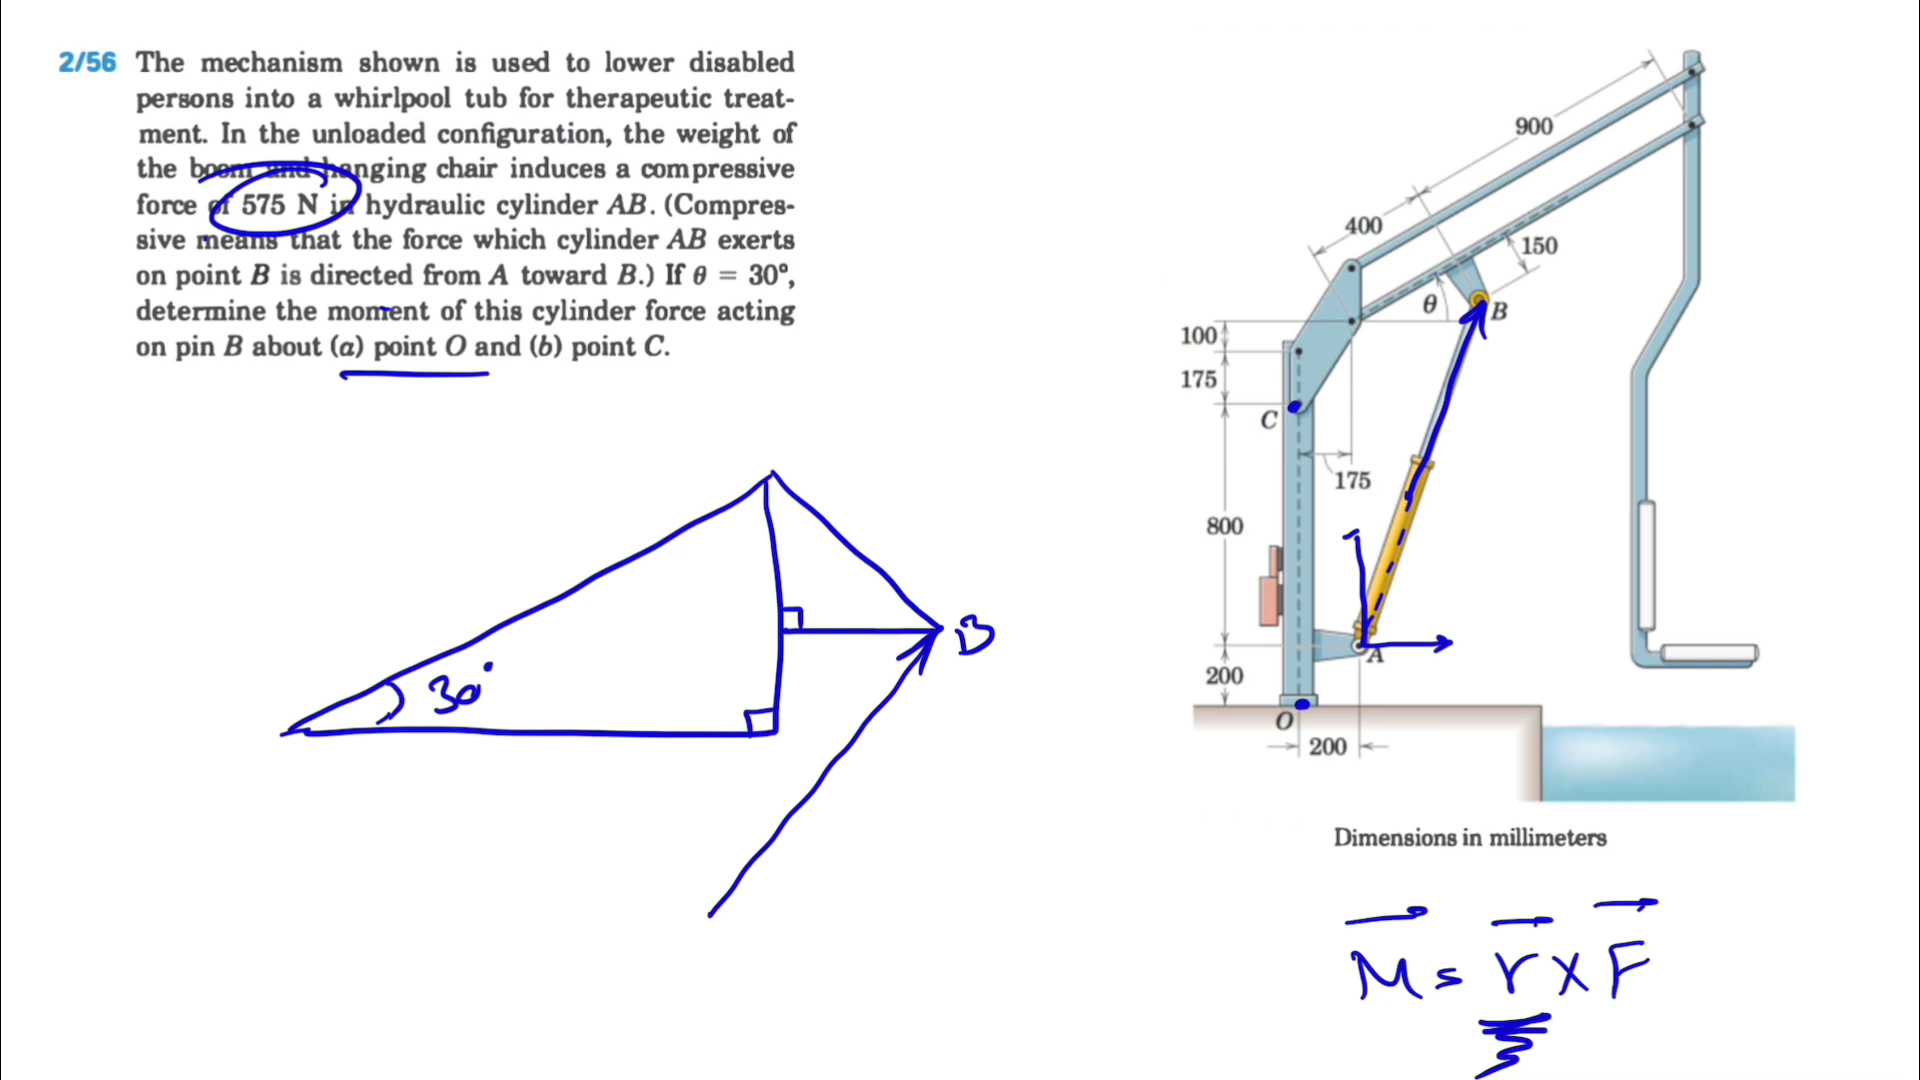 2/56 The mechanism shown is used to lower disabled
persons into a whirlpool tub for therapeutic treat-
ment. In the unloaded configuration, the weight of
the boom and hanging chair induces a compressive
force of 575 N in hydraulic cylinder AB. (Compres-
sive means that the force which cylinder AB exerts
on point B is directed from A toward B.) If θ = 30°,
determine the moment of this cylinder force acting
on pin B about (a) point O and (b) point C.
900
400
150
θ
B
100
175
C
175
800
A
200
O
200
Dimensions in millimeters
30°
B
M = r x F